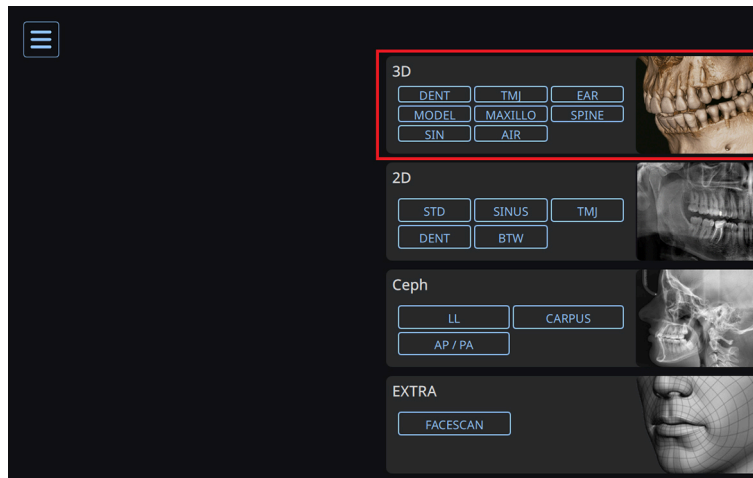 3D
DENT TMJ EAR
MODEL MAXILLO SPINE
SIN AIR
2D
STD SINUS TMJ
DENT BTW
Ceph
LL CARPUS
AP / PA
EXTRA
FACESCAN